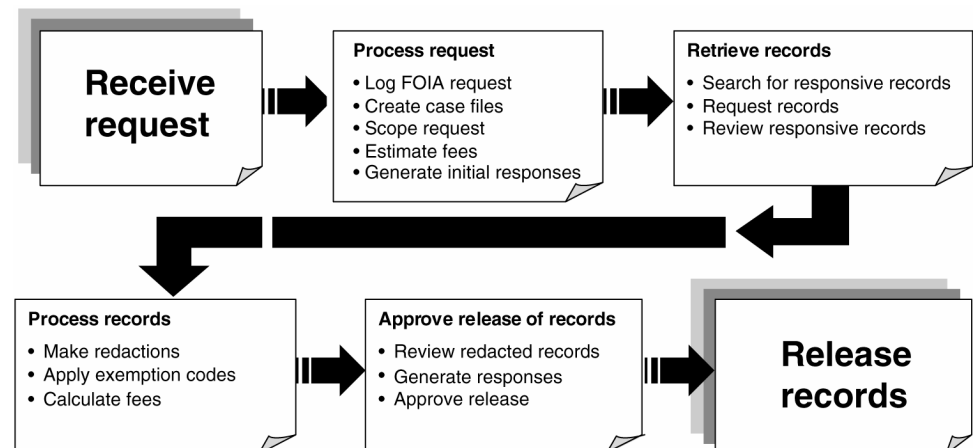 Receive
request
Process request
• Log FOIA request
• Create case files
• Scope request
• Estimate fees
• Generate initial responses
Retrieve records
• Search for responsive records
• Request records
• Review responsive records
Process records
• Make redactions
• Apply exemption codes
• Calculate fees
Approve release of records
• Review redacted records
• Generate responses
• Approve release
Release
records